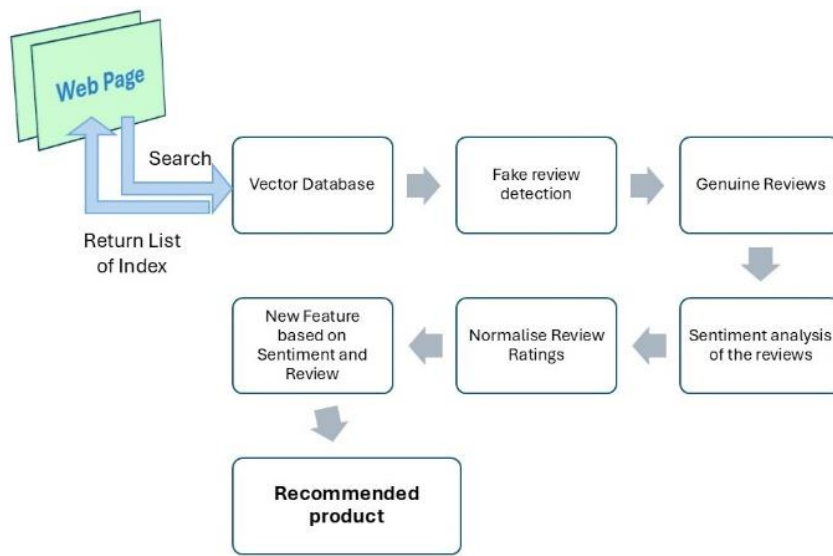 Web Page
Search
Return List
of Index
Vector Database
Fake review
detection
Genuine Reviews
Sentiment analysis
of the reviews
Normalise Review
Ratings
New Feature
based on
Sentiment and
Review
Recommended
product